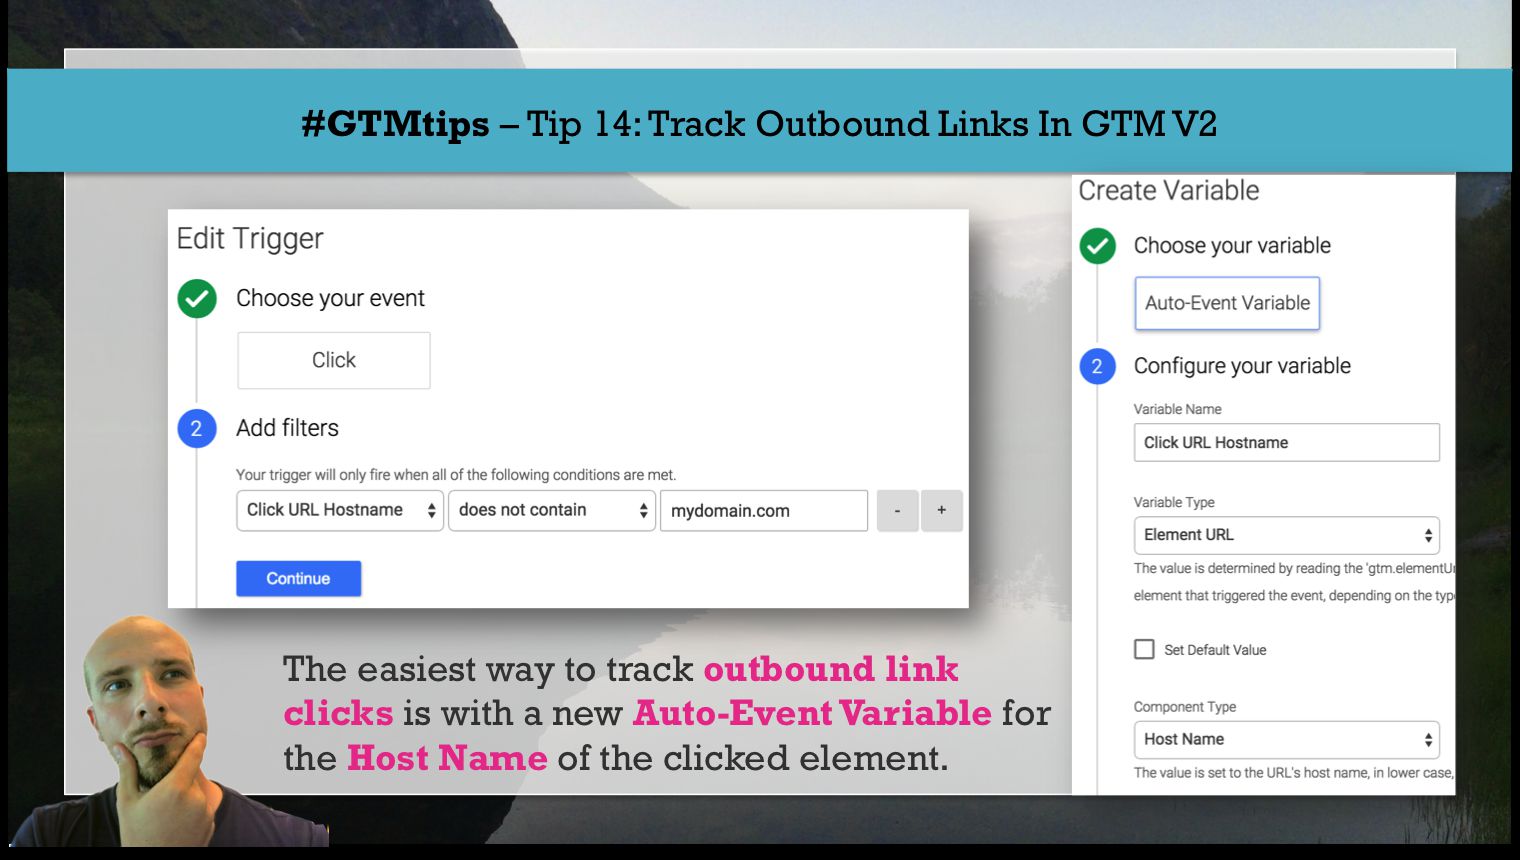 #GTMtips – Tip 14: Track Outbound Links In GTM V2
Edit Trigger
Choose your event
Click
2
Add filters
Your trigger will only fire when all of the following conditions are met.
Click URL Hostname does not contain mydomain.com - +
Continue
The easiest way to track outbound link
clicks is with a new Auto-Event Variable for
the Host Name of the clicked element.
Create Variable
Choose your variable
Auto-Event Variable
2
Configure your variable
Variable Name
Click URL Hostname
Variable Type
Element URL
The value is determined by reading the 'gtm.elementU
element that triggered the event, depending on the typ
Set Default Value
Component Type
Host Name
The value is set to the URL's host name, in lower case,